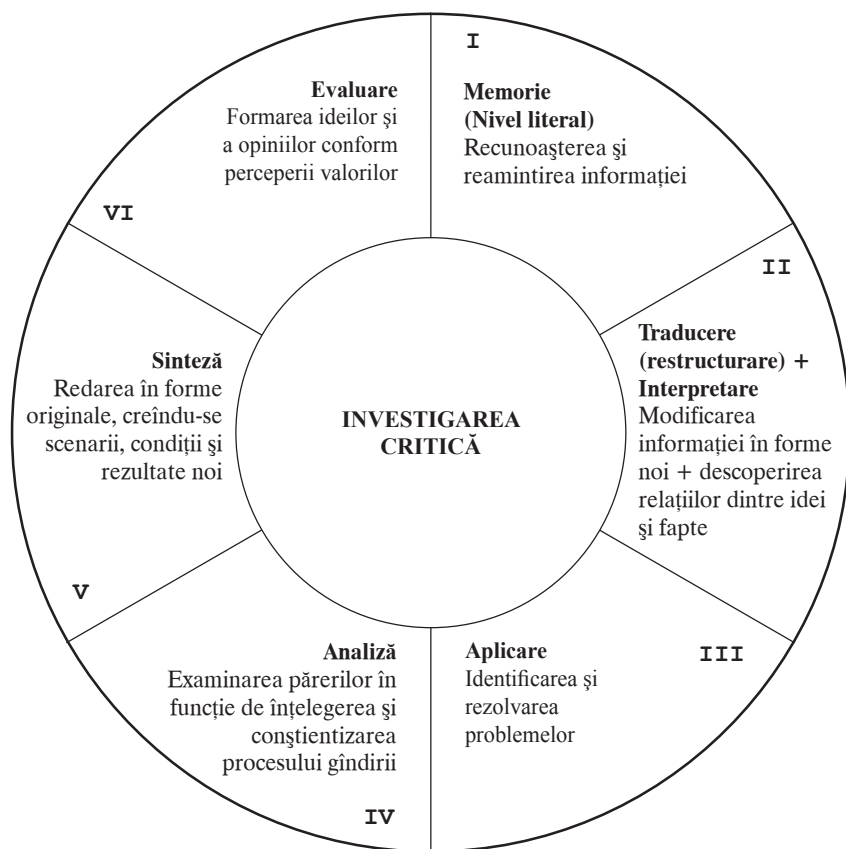 I
Memorie
(Nivel literal)
Recunoaşterea şi
reamintirea informaţiei
II
Traducere
(restructurare) +
Interpretare
Modificarea
informaţiei în forme
noi + descoperirea
relaţiilor dintre idei
şi fapte
III
Aplicare
Identificarea şi
rezolvarea
problemelor
Analiză
Examinarea părerilor în
funcţie de înţelegerea şi
conştientizarea
procesului gîndirii
IV
Sinteză
Redarea în forme
originale, creîndu-se
scenarii, condiţii şi
rezultate noi
V
Evaluare
Formarea ideilor şi
a opiniilor conform
perceperii valorilor
VI
INVESTIGAREA
CRITICĂ